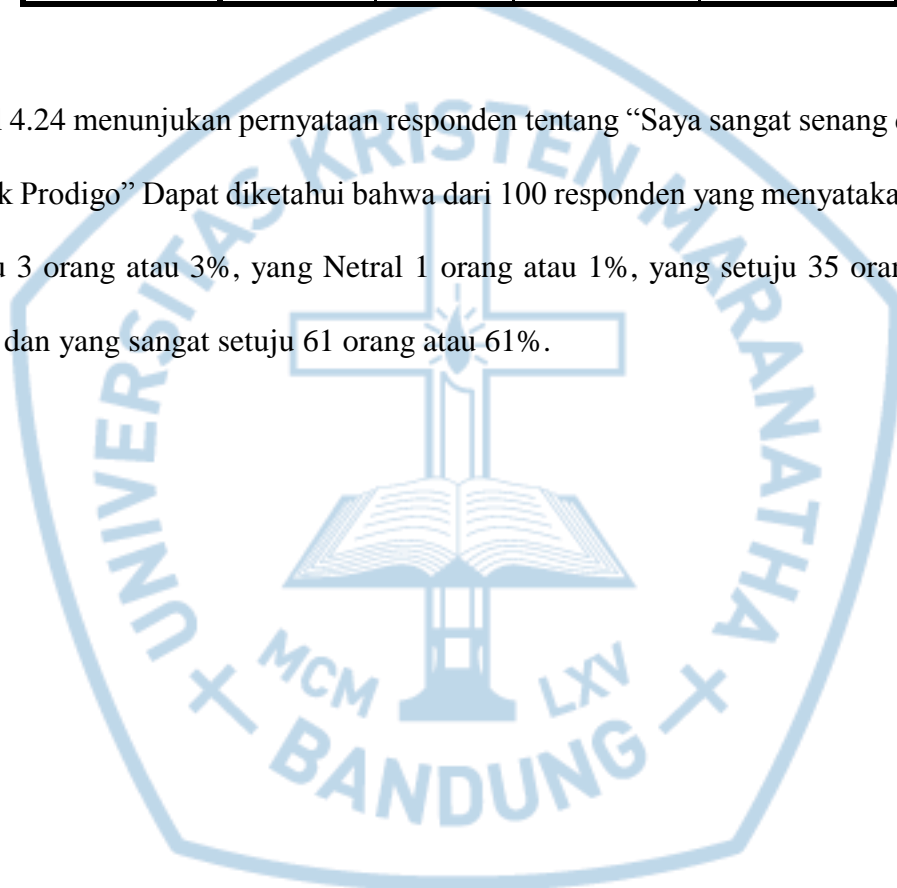 4.24 menunjukan pernyataan responden tentang “Saya sangat senang
Prodigo” Dapat diketahui bahwa dari 100 responden yang menyataka
3 orang atau 3%, yang Netral 1 orang atau 1%, yang setuju 35 oran
dan yang sangat setuju 61 orang atau 61%.
UNIVERSITAS KRISTEN MARANATHA
MCM LXV
BANDUNG